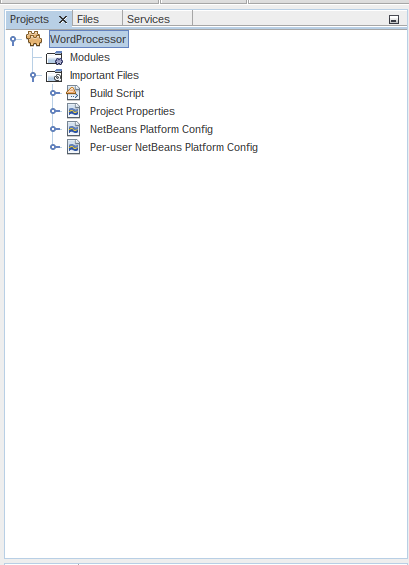 Projects Files Services
WordProcessor
Modules
Important Files
Build Script
Project Properties
NetBeans Platform Config
Per-user NetBeans Platform Config